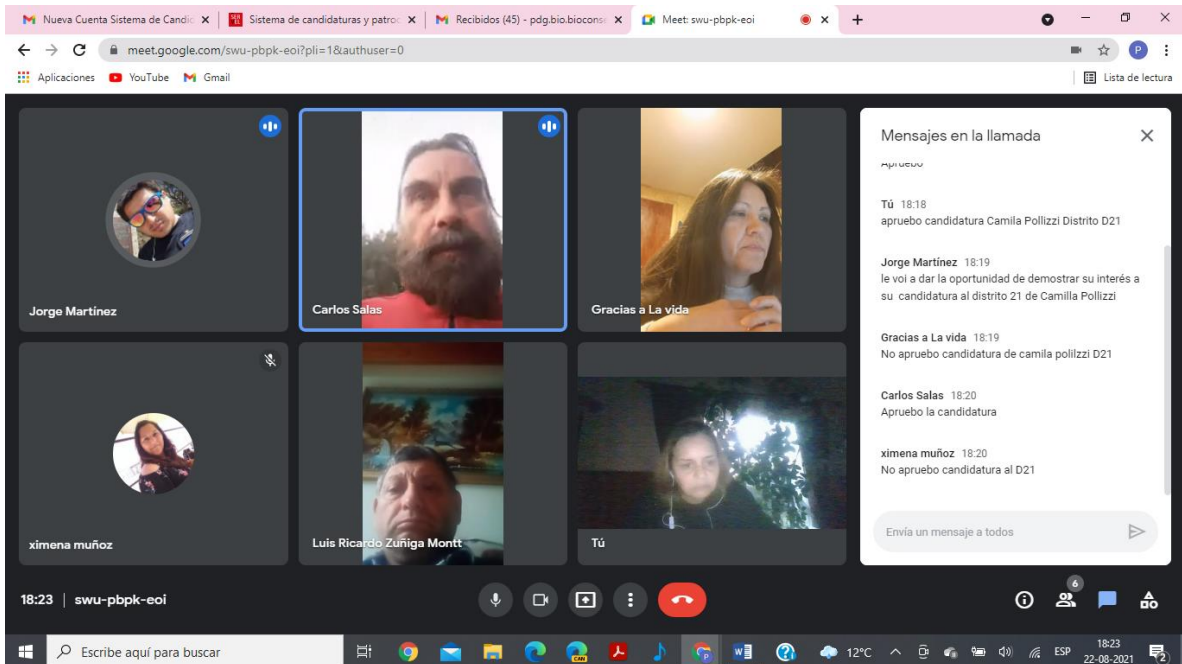 Nueva Cuenta Sistema de Candic
Sistema de candidaturas y patroc
Recibidos (45) - pdg.bio.biocons
Meet: swu-pbpk-eoi
meet.google.com/swu-pbpk-eoi?pli=1&authuser=0
P
Aplicaciones
YouTube
Gmail
Lista de lectura
Jorge Martínez
Carlos Salas
Gracias a La vida
ximena muñoz
Luis Ricardo Zuñiga Montt
Tú
Mensajes en la llamada
Apruebo
Tú 18:18
apruebo candidatura Camila Pollizzi Distrito D21
Jorge Martínez 18:19
le voi a dar la oportunidad de demostrar su interés a
su candidatura al distrito 21 de Camilla Pollizzi
Gracias a La vida 18:19
No apruebo candidatura de camila polilzzi D21
Carlos Salas 18:20
Apruebo la candidatura
ximena muñoz 18:20
No apruebo candidatura al D21
Envía un mensaje a todos
18:23 | swu-pbpk-eoi
6
Escribe aquí para buscar
12°C
ESP
18:23
22-08-2021
2